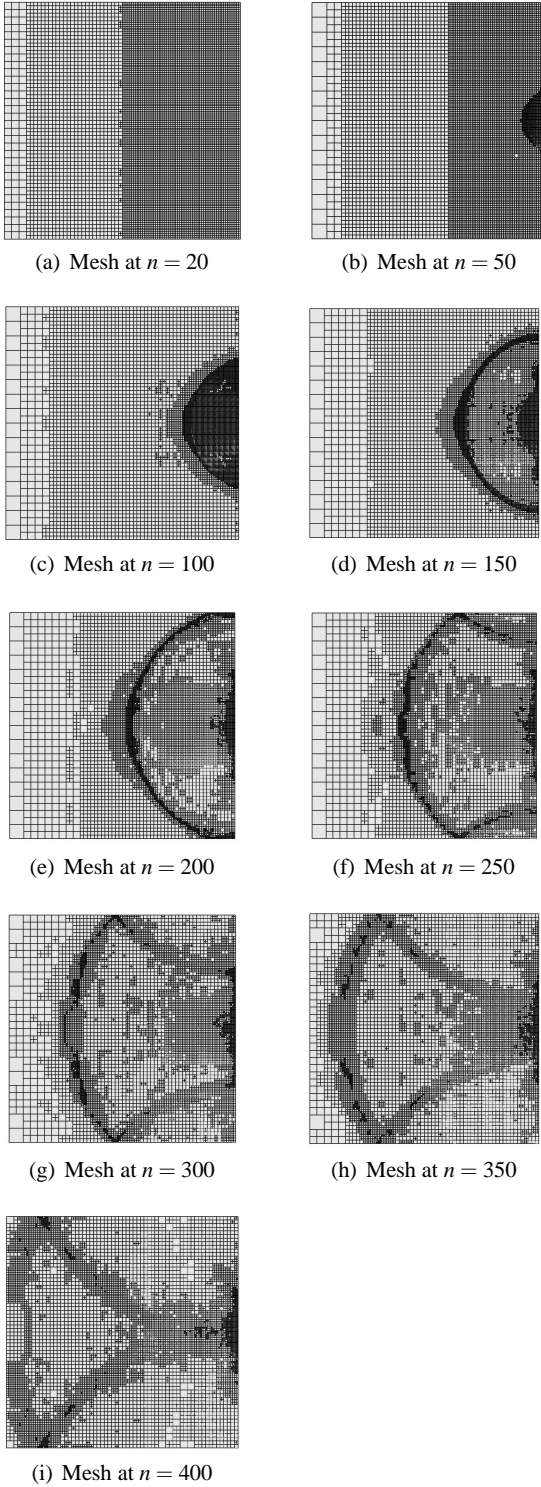 (a) Mesh at n = 20
(b) Mesh at n = 50
(c) Mesh at n = 100
(d) Mesh at n = 150
(e) Mesh at n = 200
(f) Mesh at n = 250
(g) Mesh at n = 300
(h) Mesh at n = 350
(i) Mesh at n = 400